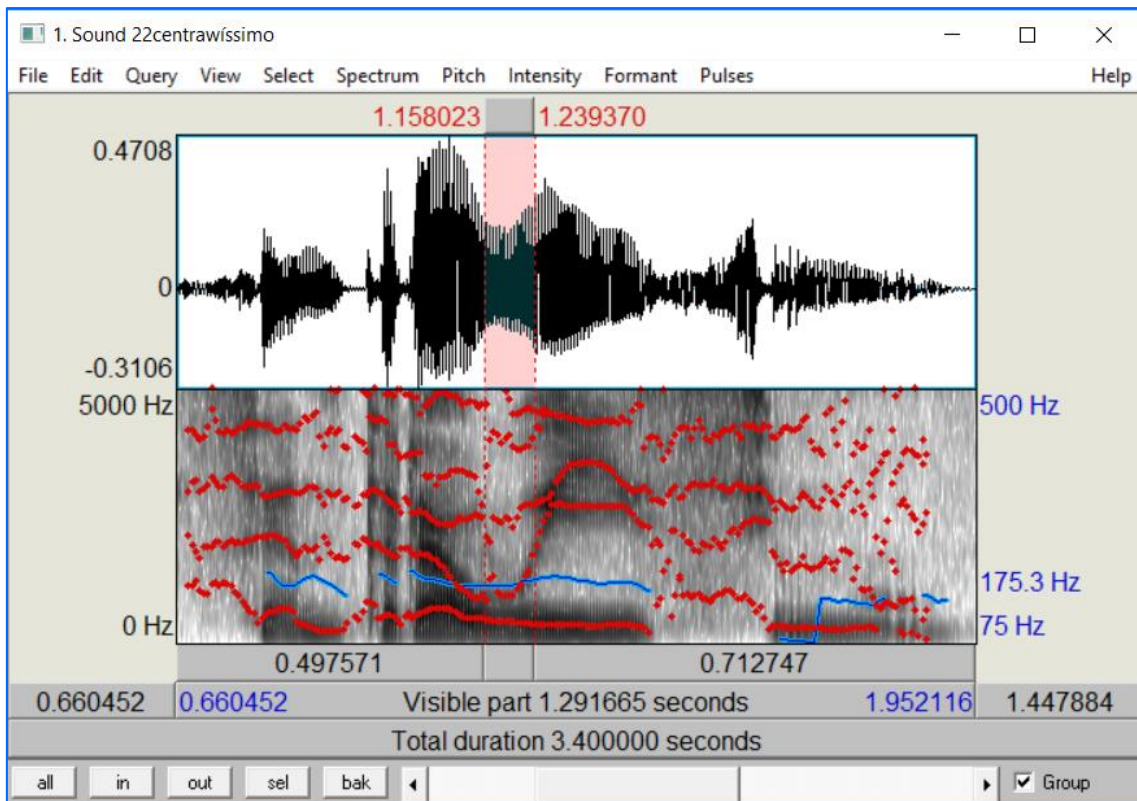 1. Sound 22centrawíssimo
File Edit Query View Select Spectrum Pitch Intensity Formant Pulses Help
1.158023 1.239370
0.4708
0
-0.3106
5000 Hz 500 Hz
175.3 Hz
0 Hz 75 Hz
0.497571 0.712747
0.660452 0.660452 Visible part 1.291665 seconds 1.952116 1.447884
Total duration 3.400000 seconds
all in out sel bak Group